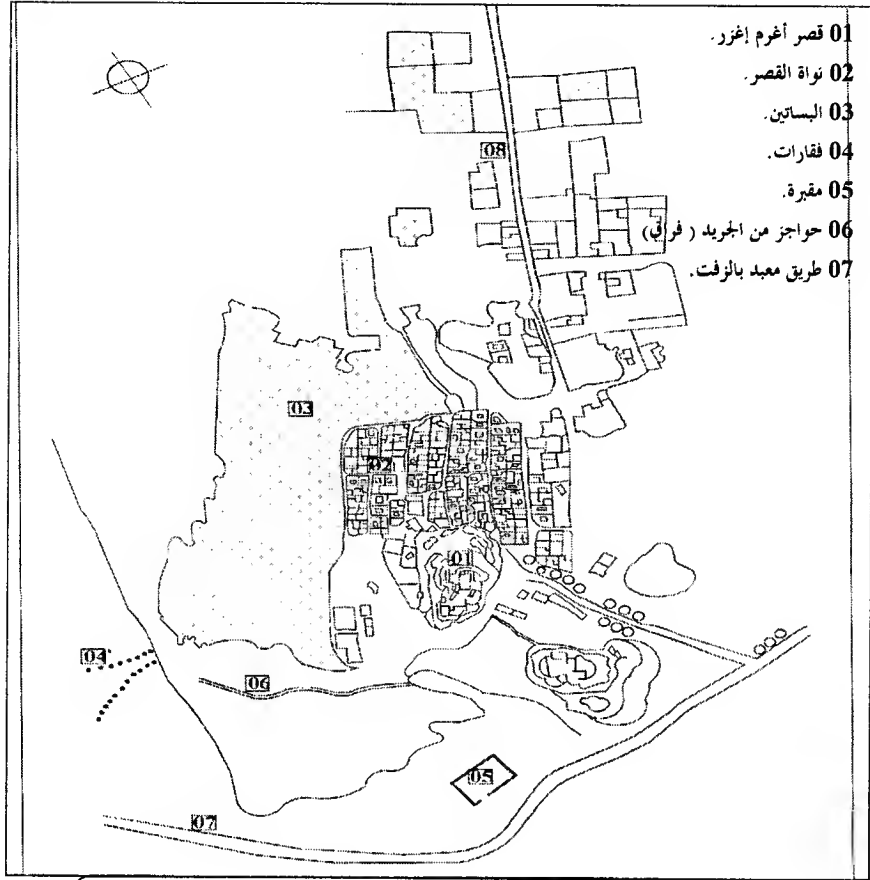 01 قصر أغرم إغزر.
02 نواة القصر.
03 البساتين.
04 فقارات.
05 مقبرة.
06 حواجز من الجريد ( فراڨ)
07 طريق معبد بالزفت.
08
03
02
01
04
06
05
07